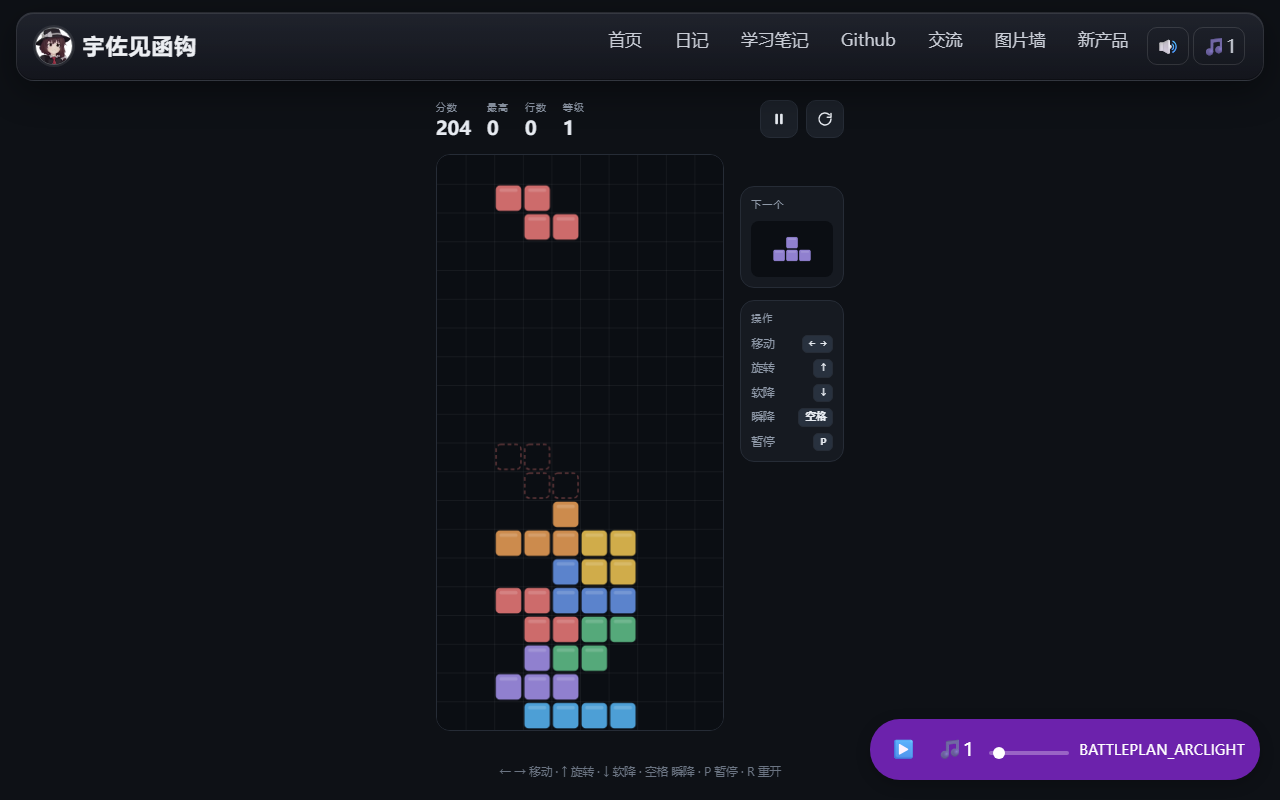 宇佐见函钩
首页 日记 学习笔记 Github 交流 图片墙 新产品 1
分数 最高 行数 等级
204 0 0 1
下一个
操作
移动 ← →
旋转 ↑
软降 ↓
瞬降 空格
暂停 P
1 BATTLEPLAN_ARCLIGHT
← → 移动 · ↑ 旋转 · ↓ 软降 · 空格 瞬降 · P 暂停 · R 重开